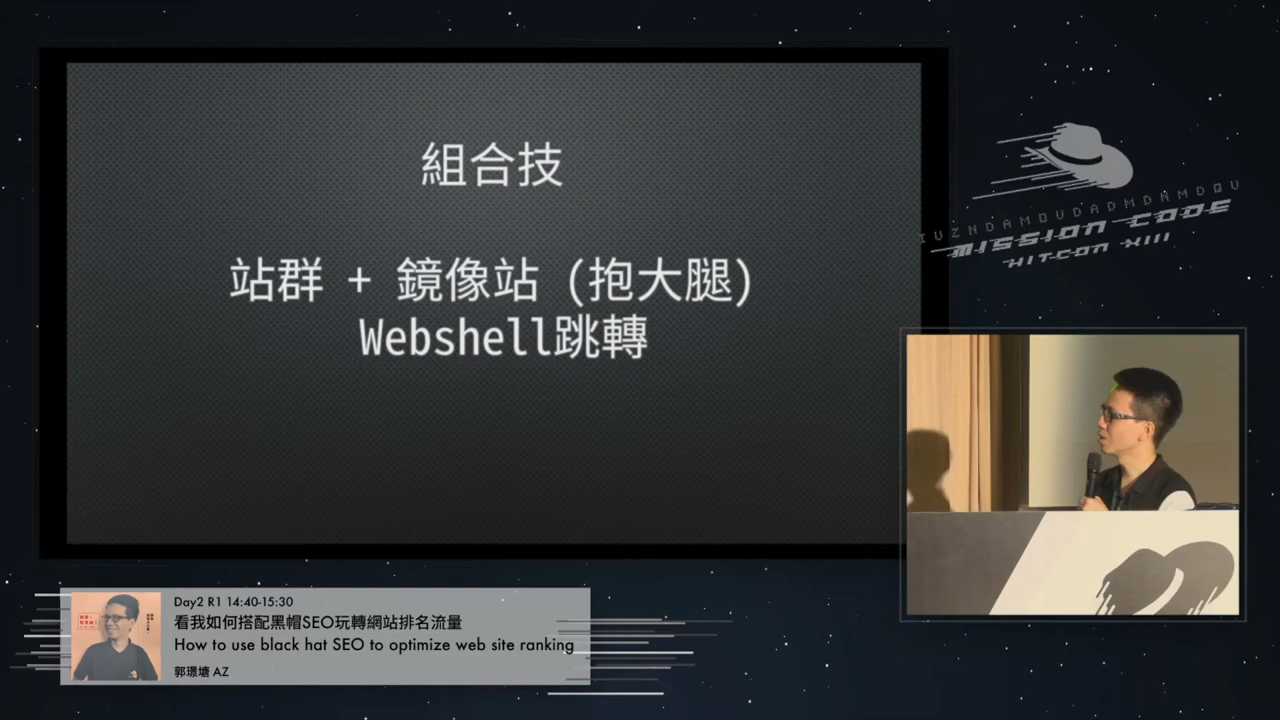 組合技
站群 + 鏡像站 (抱大腿)
Webshell跳轉
MISSION CODE
HITCON XIII
Day2 R1 14:40-15:30
看我如何搭配黑帽SEO玩轉網站排名流量
How to use black hat SEO to optimize web site ranking
郭璟塘 AZ